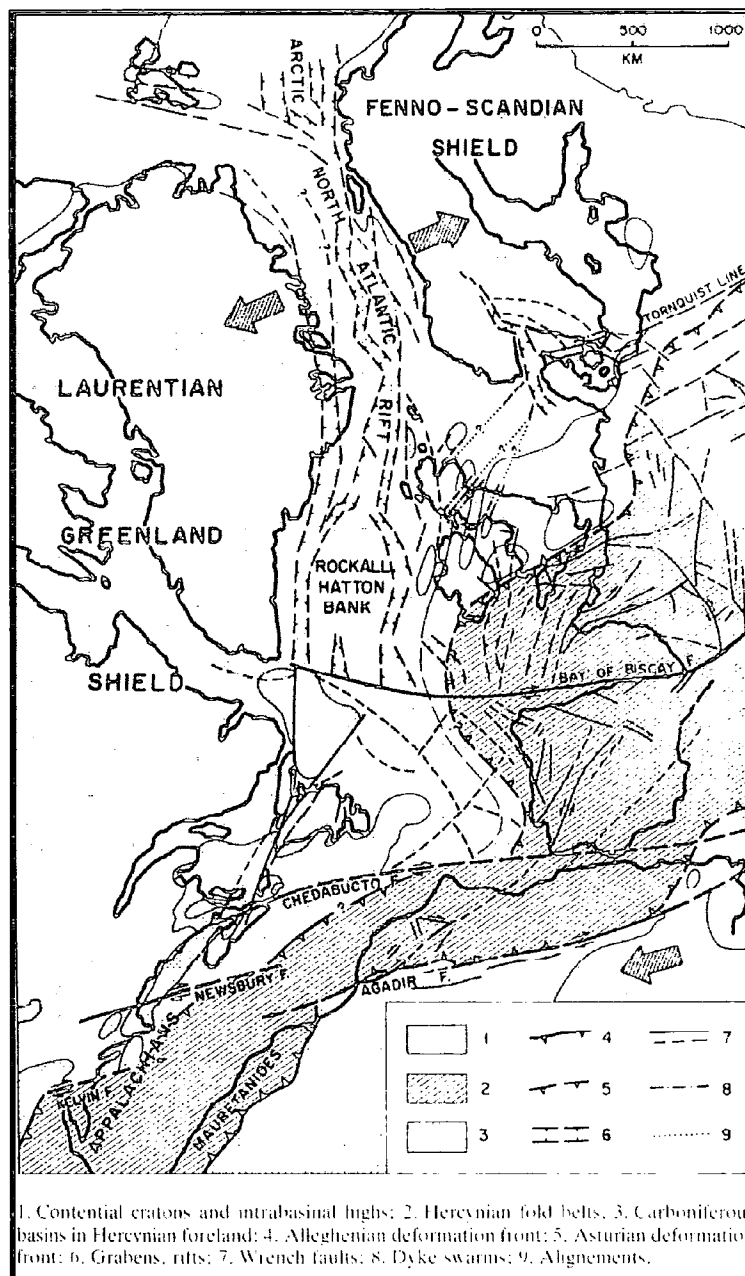 0 500 1000
KM
ARCTIC
FENNO-SCANDIAN
SHIELD
NORTH
ATLANTIC
RIFT
TORNQUIST LINE
LAURENTIAN
GREENLAND
SHIELD
ROCKALL
HATTON
BANK
BAY OF BISCAY F.
CHEDABUCTO F.
?
NEWSBURY F.
AGADIR F.
KELVIN F.
APPALACHIANS
MAURETANIDES
1 4 7
2 5 8
3 6 9
1. Contential cratons and intrabasinal highs; 2. Hercynian fold belts, 3. Carboniferou
basins in Hercynian foreland; 4. Alleghenian deformation front; 5. Asturian deformation
front; 6. Grabens, rifts; 7. Wrench faults; 8. Dyke swarms; 9. Alignements.